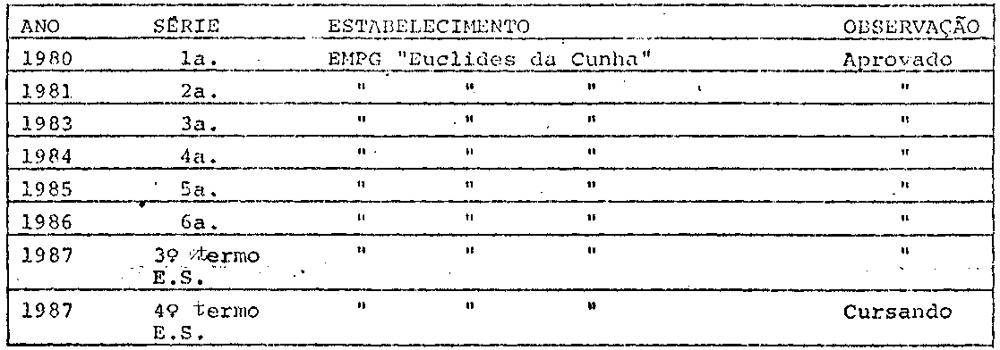 ANO SÉRIE ESTABELECIMENTO OBSERVAÇÃO
1980 1a. EMPG "Euclides da Cunha" Aprovado
1981 2a. " " " "
1983 3a. " " " "
1984 4a. " " " "
1985 5a. " " " "
1986 6a. " " " "
1987 3º termo " " " "
E.S.
1987 4º termo " " " Cursando
E.S.